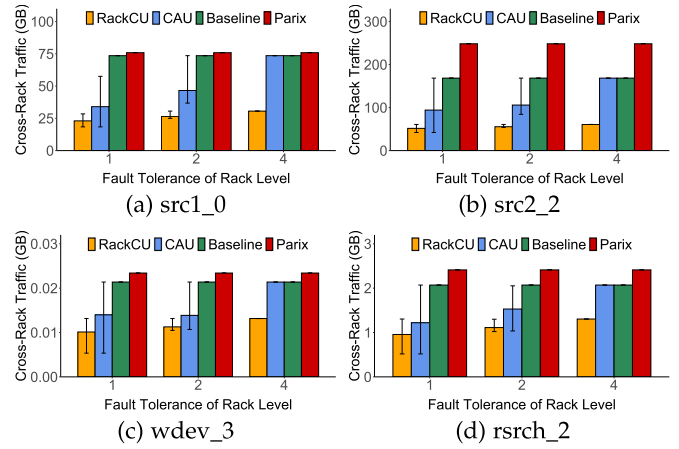 RackCU CAU Baseline Parix
Cross-Rack Traffic (GB)
100
75
50
25
0
1 2 4
Fault Tolerance of Rack Level
(a) src1_0
RackCU CAU Baseline Parix
Cross-Rack Traffic (GB)
300
200
100
0
1 2 4
Fault Tolerance of Rack Level
(b) src2_2
RackCU CAU Baseline Parix
Cross-Rack Traffic (GB)
0.03
0.02
0.01
0.00
1 2 4
Fault Tolerance of Rack Level
(c) wdev_3
RackCU CAU Baseline Parix
Cross-Rack Traffic (GB)
3
2
1
0
1 2 4
Fault Tolerance of Rack Level
(d) rsrch_2